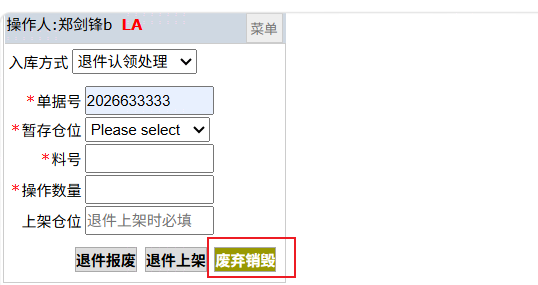 操作人:郑剑锋b LA 菜单
入库方式 退件认领处理
*单据号 2026633333
*暂存仓位 Please select
*料号
*操作数量
上架仓位 退件上架时必填
退件报废 退件上架 废弃销毁